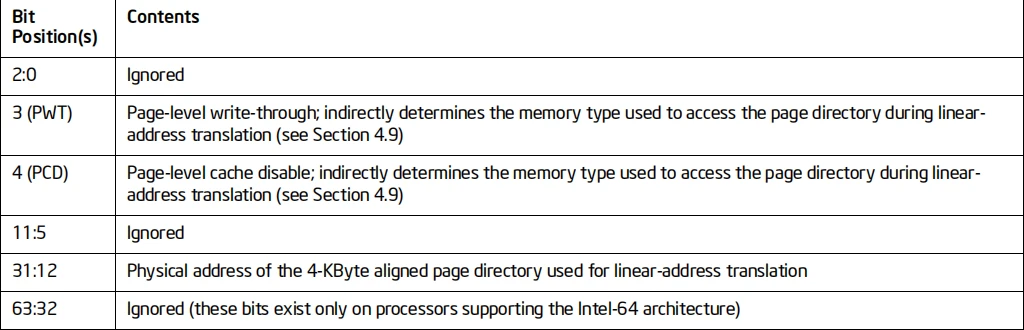 Bit
Position(s)
Contents
2:0
Ignored
3 (PWT)
Page-level write-through; indirectly determines the memory type used to access the page directory during linear-
address translation (see Section 4.9)
4 (PCD)
Page-level cache disable; indirectly determines the memory type used to access the page directory during linear-
address translation (see Section 4.9)
11:5
Ignored
31:12
Physical address of the 4-KByte aligned page directory used for linear-address translation
63:32
Ignored (these bits exist only on processors supporting the Intel-64 architecture)